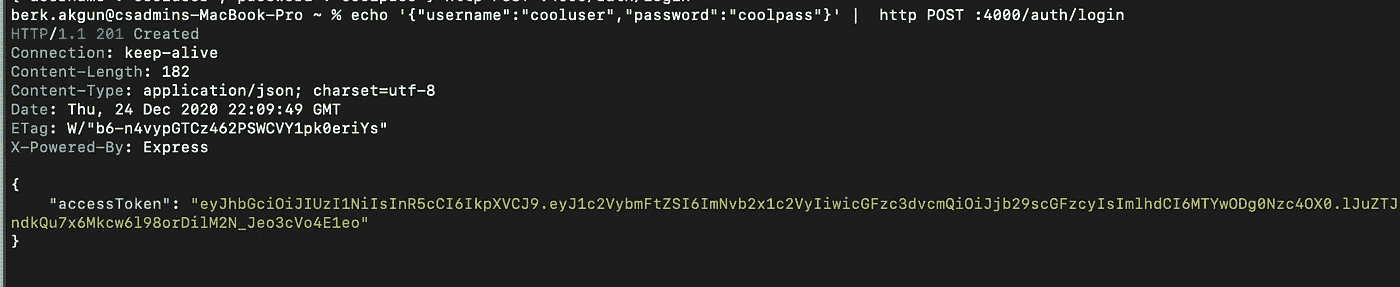 berk.akgun@csadmins-MacBook-Pro ~ % echo '{"username":"cooluser","password":"coolpass"}' |  http POST :4000/auth/login
HTTP/1.1 201 Created
Connection: keep-alive
Content-Length: 182
Content-Type: application/json; charset=utf-8
Date: Thu, 24 Dec 2020 22:09:49 GMT
ETag: W/"b6-n4vypGTCz462PSWCVY1pk0eriYs"
X-Powered-By: Express
{
    "accessToken": "eyJhbGciOiJIUzI1NiIsInR5cCI6IkpXVCJ9.eyJ1c2VybmFtZSI6ImNvb2x1c2VyIiwicGFzc3dvcmQiOiJjb29scGFzcyIsImlhdCI6MTYwODg0Nzc4OX0.lJuZTJ
ndkQu7x6Mkcw6l98orDilM2N_Jeo3cVo4E1eo"
}